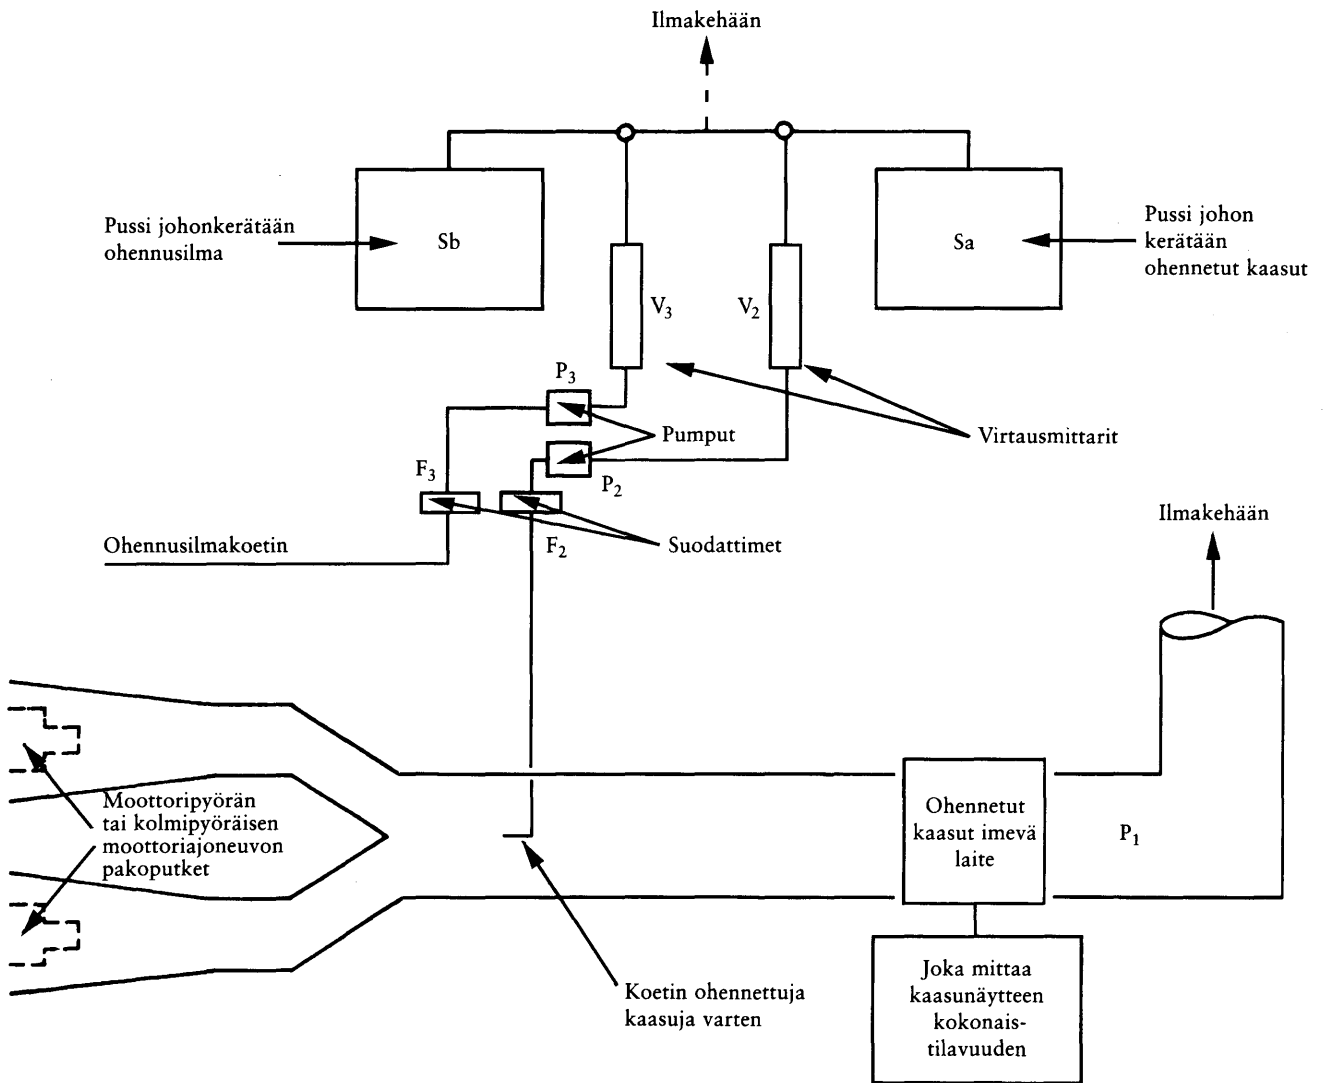 Ilmakehään
Pussi johonkerätään
ohennusilma
Sb
Sa
Pussi johon
kerätään
ohennetut kaasut
V3
V2
P3
Pumput
Virtausmittarit
F3
P2
Ohennusilmakoetin
F2
Suodattimet
Ilmakehään
Moottoripyörän
tai kolmipyöräisen
moottoriajoneuvon
pakoputket
Ohennetut
kaasut imevä
laite
P1
Koetin ohennettuja
kaasuja varten
Joka mittaa
kaasunäytteen
kokonais-
tilavuuden